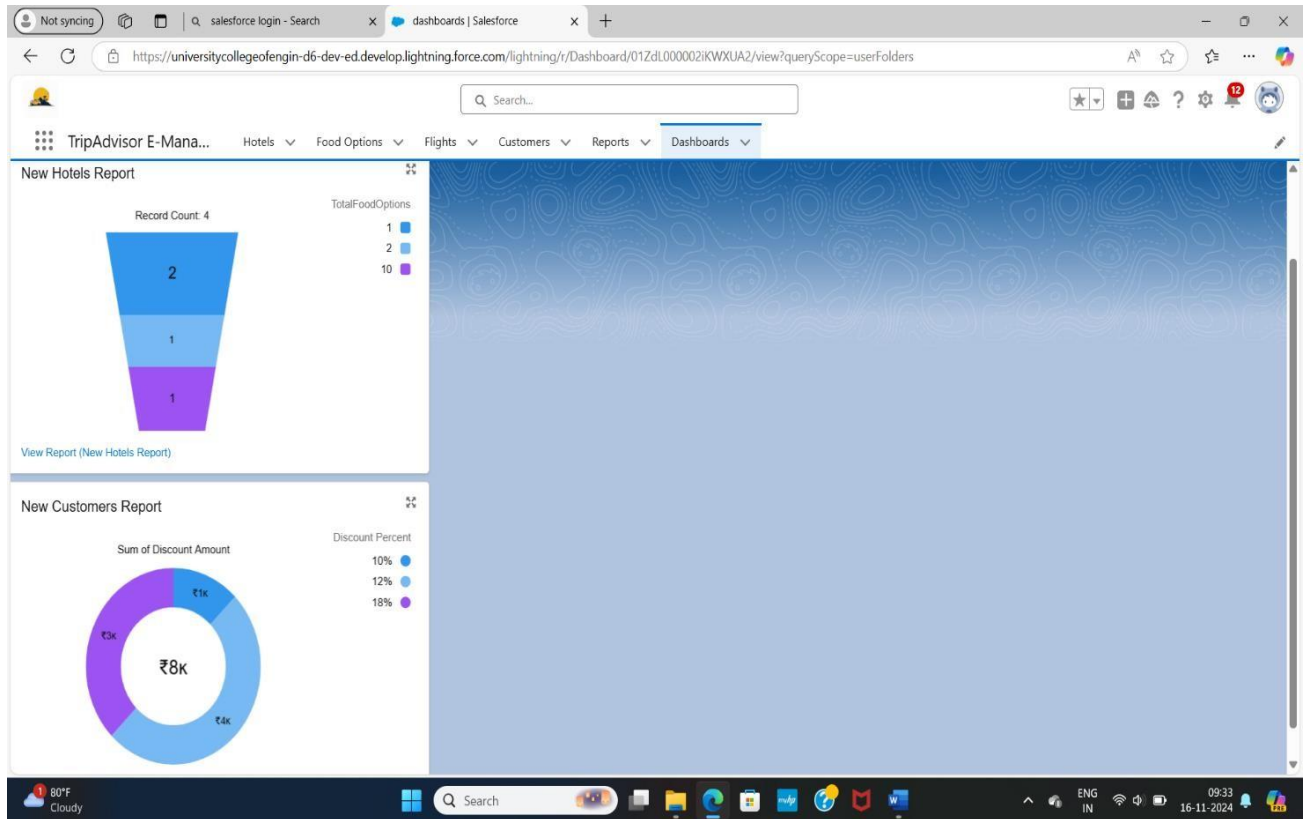 Not syncing
salesforce login - Search
dashboards | Salesforce
https://universitycollegeofengin-d6-dev-ed.develop.lightning.force.com/lightning/r/Dashboard/01ZdL000002iKWXUA2/view?queryScope=userFolders
Search...
12
TripAdvisor E-Mana...
Hotels
Food Options
Flights
Customers
Reports
Dashboards
New Hotels Report
Record Count: 4
TotalFoodOptions
1
2
10
2
1
1
View Report (New Hotels Report)
New Customers Report
Sum of Discount Amount
Discount Percent
10%
12%
18%
₹1K
₹3K
₹8K
₹4K
1
80°F
Cloudy
Search
ENG
IN
09:33
16-11-2024